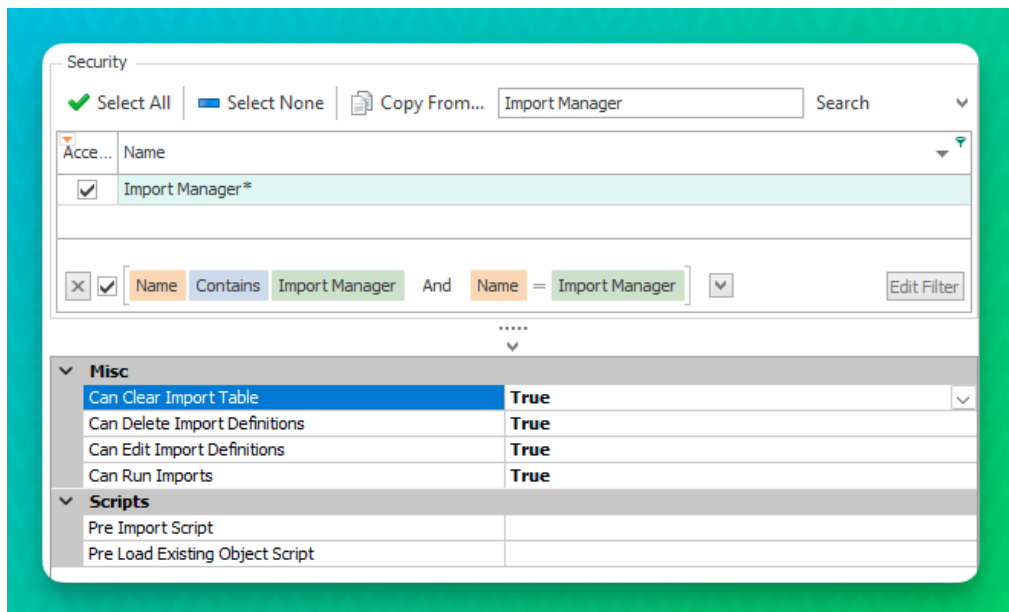 Security
Select All Select None Copy From... Import Manager Search
Acce... Name
Import Manager*
Name Contains Import Manager And Name = Import Manager Edit Filter
Misc
Can Clear Import Table True
Can Delete Import Definitions True
Can Edit Import Definitions True
Can Run Imports True
Scripts
Pre Import Script
Pre Load Existing Object Script